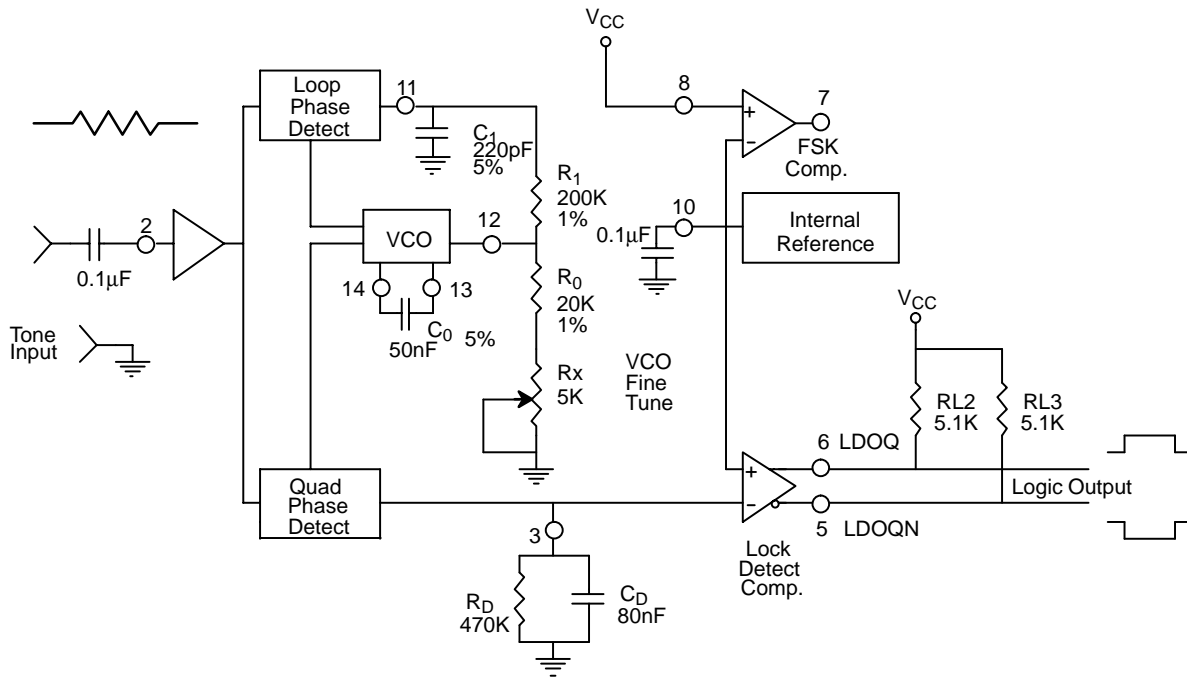 VCC
Loop
Phase
Detect
11
C1
220pF
5%
R1
200K
1%
8
+
−
7
FSK
Comp.
2
0.1μF
VCO
12
14
13
C0 5%
50nF
R0
20K
1%
10
0.1μF
Internal
Reference
Tone
Input
Rx
5K
VCO
Fine
Tune
VCC
RL2
5.1K
RL3
5.1K
Quad
Phase
Detect
+
−
6 LDOQ
Logic Output
5 LDOQN
Lock
Detect
Comp.
3
RD
470K
CD
80nF